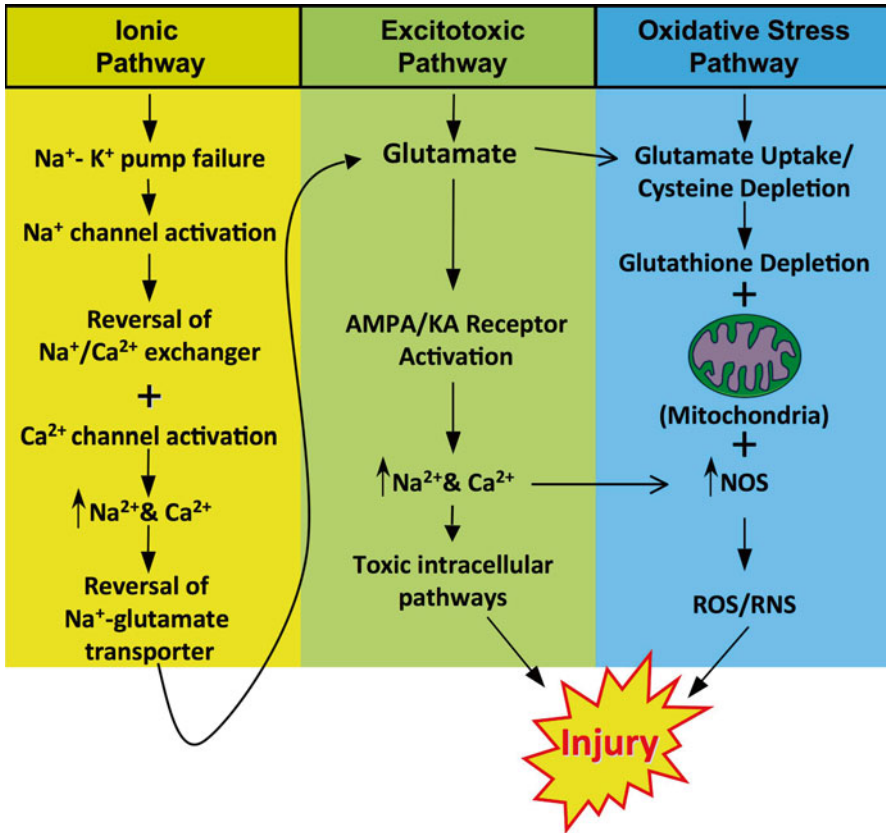 Ionic
Pathway
Na⁺- K⁺ pump failure
Na⁺ channel activation
Reversal of
Na⁺/Ca²⁺ exchanger
+
Ca²⁺ channel activation
↑Na²⁺& Ca²⁺
Reversal of
Na⁺-glutamate
transporter
Excitotoxic
Pathway
Glutamate
AMPA/KA Receptor
Activation
↑Na²⁺& Ca²⁺
Toxic intracellular
pathways
Oxidative Stress
Pathway
Glutamate Uptake/
Cysteine Depletion
Glutathione Depletion
+
(Mitochondria)
+
↑NOS
ROS/RNS
Injury